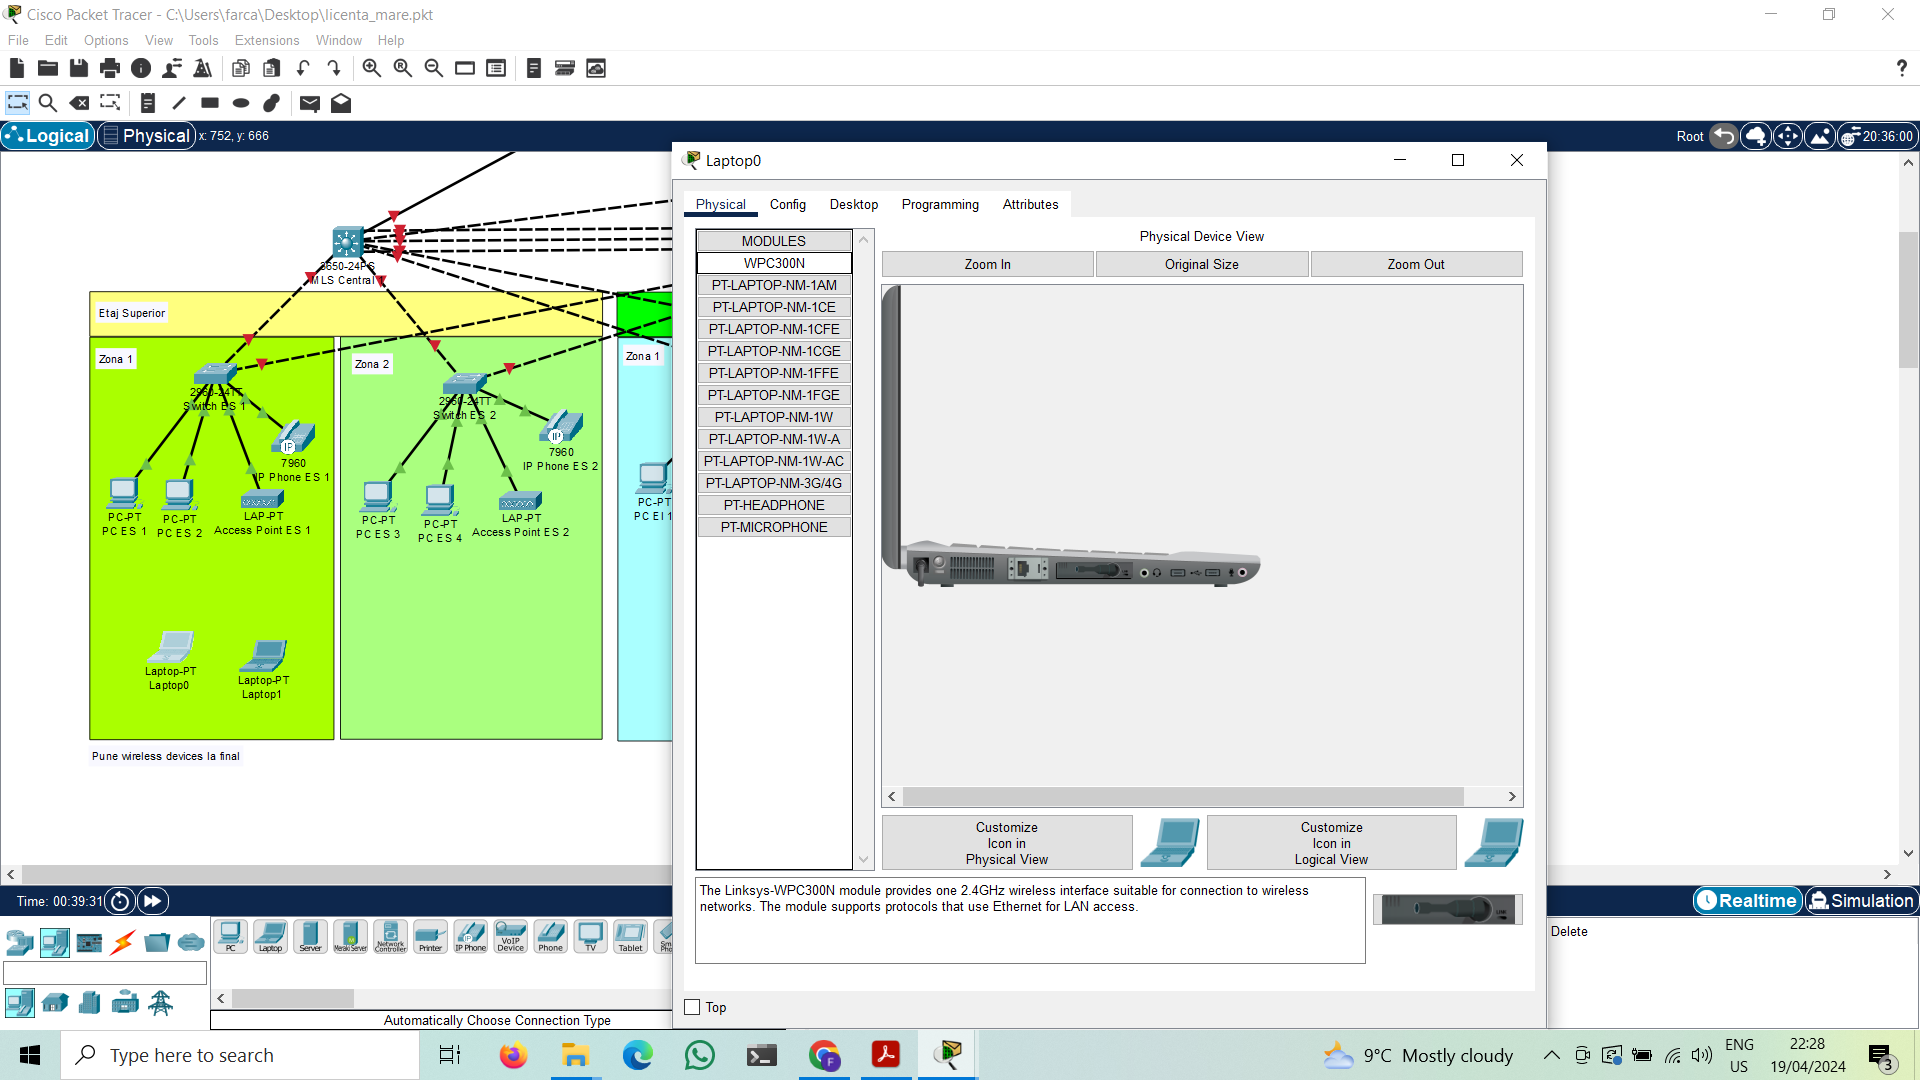 Cisco Packet Tracer - C:\Users\farca\Desktop\licenta_mare.pkt
File Edit Options View Tools Extensions Window Help
?
Logical Physical x: 752, y: 666
Root 20:36:00
3650-24PS
MLS Central
Etaj Superior
Zona 1
2960-24TT
Switch ES 1
IP
7960
IP Phone ES 1
PC-PT
PC ES 1
PC-PT
PC ES 2
LAP-PT
Access Point ES 1
Laptop-PT
Laptop0
Laptop-PT
Laptop1
Zona 2
2960-24TT
Switch ES 2
IP
7960
IP Phone ES 2
PC-PT
PC ES 3
PC-PT
PC ES 4
LAP-PT
Access Point ES 2
Zona 1
PC-PT
PC EI 1
Pune wireless devices la final
Laptop0
Physical Config Desktop Programming Attributes
MODULES
WPC300N
PT-LAPTOP-NM-1AM
PT-LAPTOP-NM-1CE
PT-LAPTOP-NM-1CFE
PT-LAPTOP-NM-1CGE
PT-LAPTOP-NM-1FFE
PT-LAPTOP-NM-1FGE
PT-LAPTOP-NM-1W
PT-LAPTOP-NM-1W-A
PT-LAPTOP-NM-1W-AC
PT-LAPTOP-NM-3G/4G
PT-HEADPHONE
PT-MICROPHONE
Physical Device View
Zoom In Original Size Zoom Out
Customize
Icon in
Physical View
Customize
Icon in
Logical View
The Linksys-WPC300N module provides one 2.4GHz wireless interface suitable for connection to wireless
networks. The module supports protocols that use Ethernet for LAN access.
Top
Time: 00:39:31
Realtime Simulation
PC Laptop Server Meraki Server Network Controller Printer IP Phone VoIP Device Phone TV Tablet
Delete
Automatically Choose Connection Type
Type here to search
9°C Mostly cloudy
ENG
US
22:28
19/04/2024
3